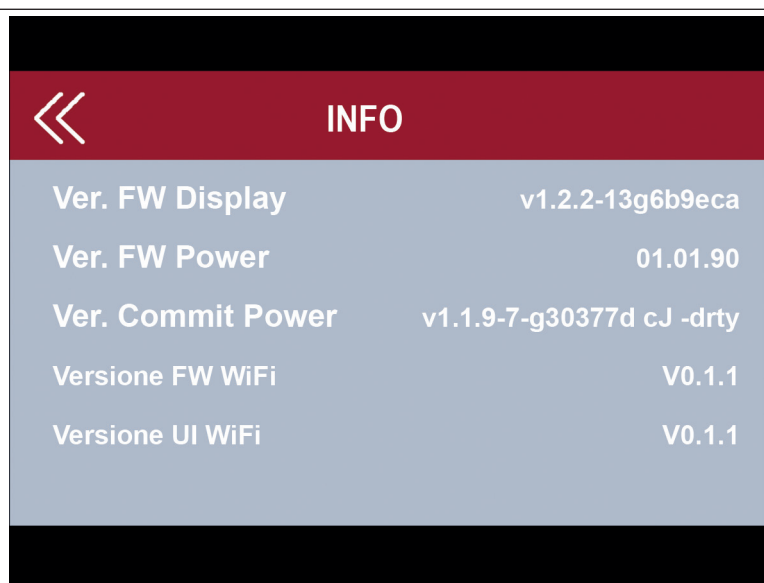 INFO
Ver. FW Display v1.2.2-13g6b9eca
Ver. FW Power 01.01.90
Ver. Commit Power v1.1.9-7-g30377d cJ -drty
Versione FW WiFi V0.1.1
Versione UI WiFi V0.1.1